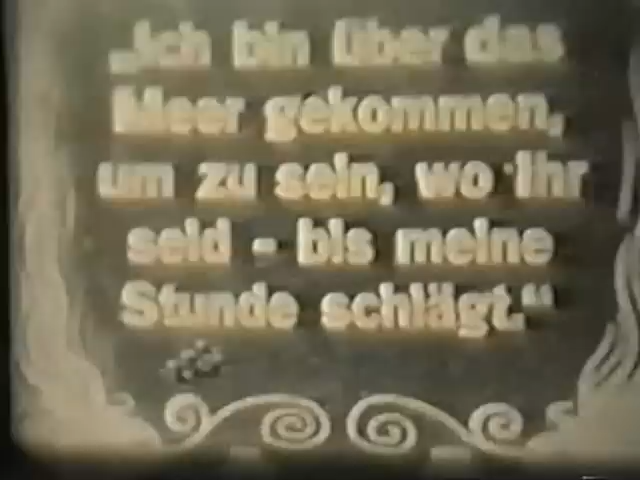 „Ich bin über das
Meer gekommen,
um zu sein, wo Ihr
seid - bis meine
Stunde schlägt.“